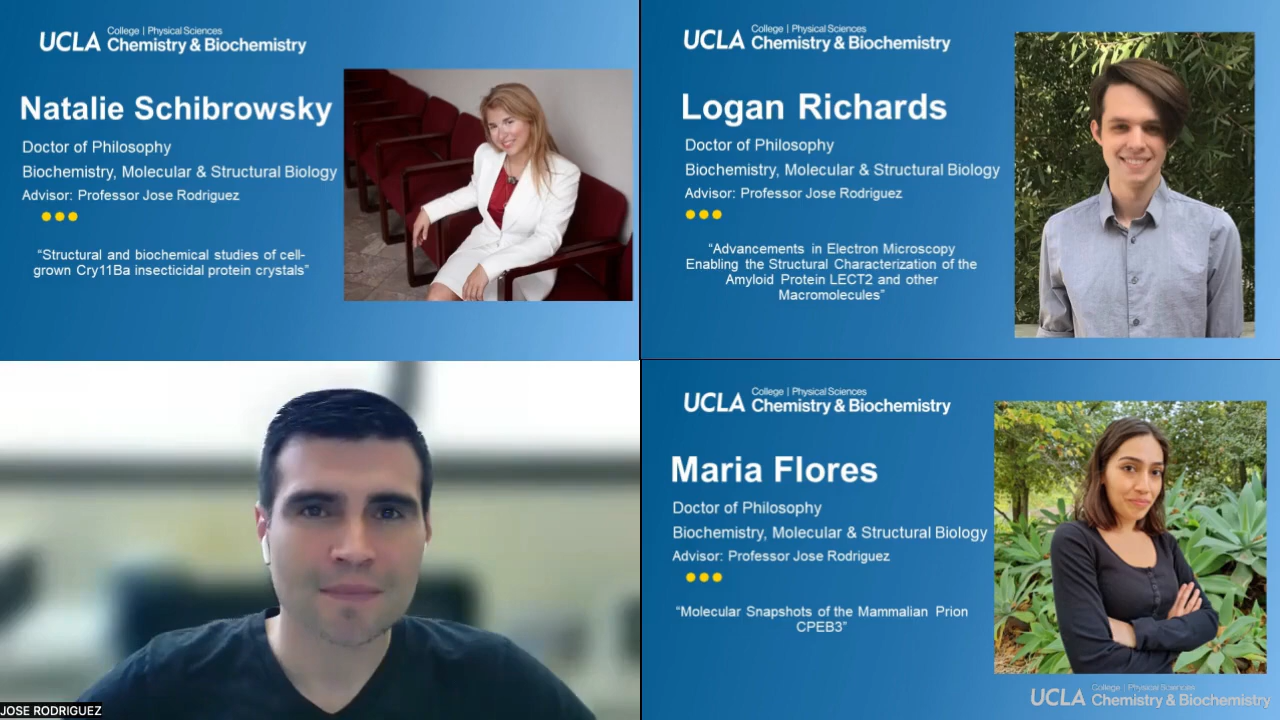 UCLA College | Physical Sciences
Chemistry & Biochemistry
Natalie Schibrowsky
Doctor of Philosophy
Biochemistry, Molecular & Structural Biology
Advisor: Professor Jose Rodriguez
“Structural and biochemical studies of cell-
grown Cry11Ba insecticidal protein crystals”
UCLA College | Physical Sciences
Chemistry & Biochemistry
Logan Richards
Doctor of Philosophy
Biochemistry, Molecular & Structural Biology
Advisor: Professor Jose Rodriguez
“Advancements in Electron Microscopy
Enabling the Structural Characterization of the
Amyloid Protein LECT2 and other
Macromolecules”
JOSE RODRIGUEZ
UCLA College | Physical Sciences
Chemistry & Biochemistry
Maria Flores
Doctor of Philosophy
Biochemistry, Molecular & Structural Biology
Advisor: Professor Jose Rodriguez
“Molecular Snapshots of the Mammalian Prion
CPEB3”
UCLA College | Physical Sciences
Chemistry & Biochemistry